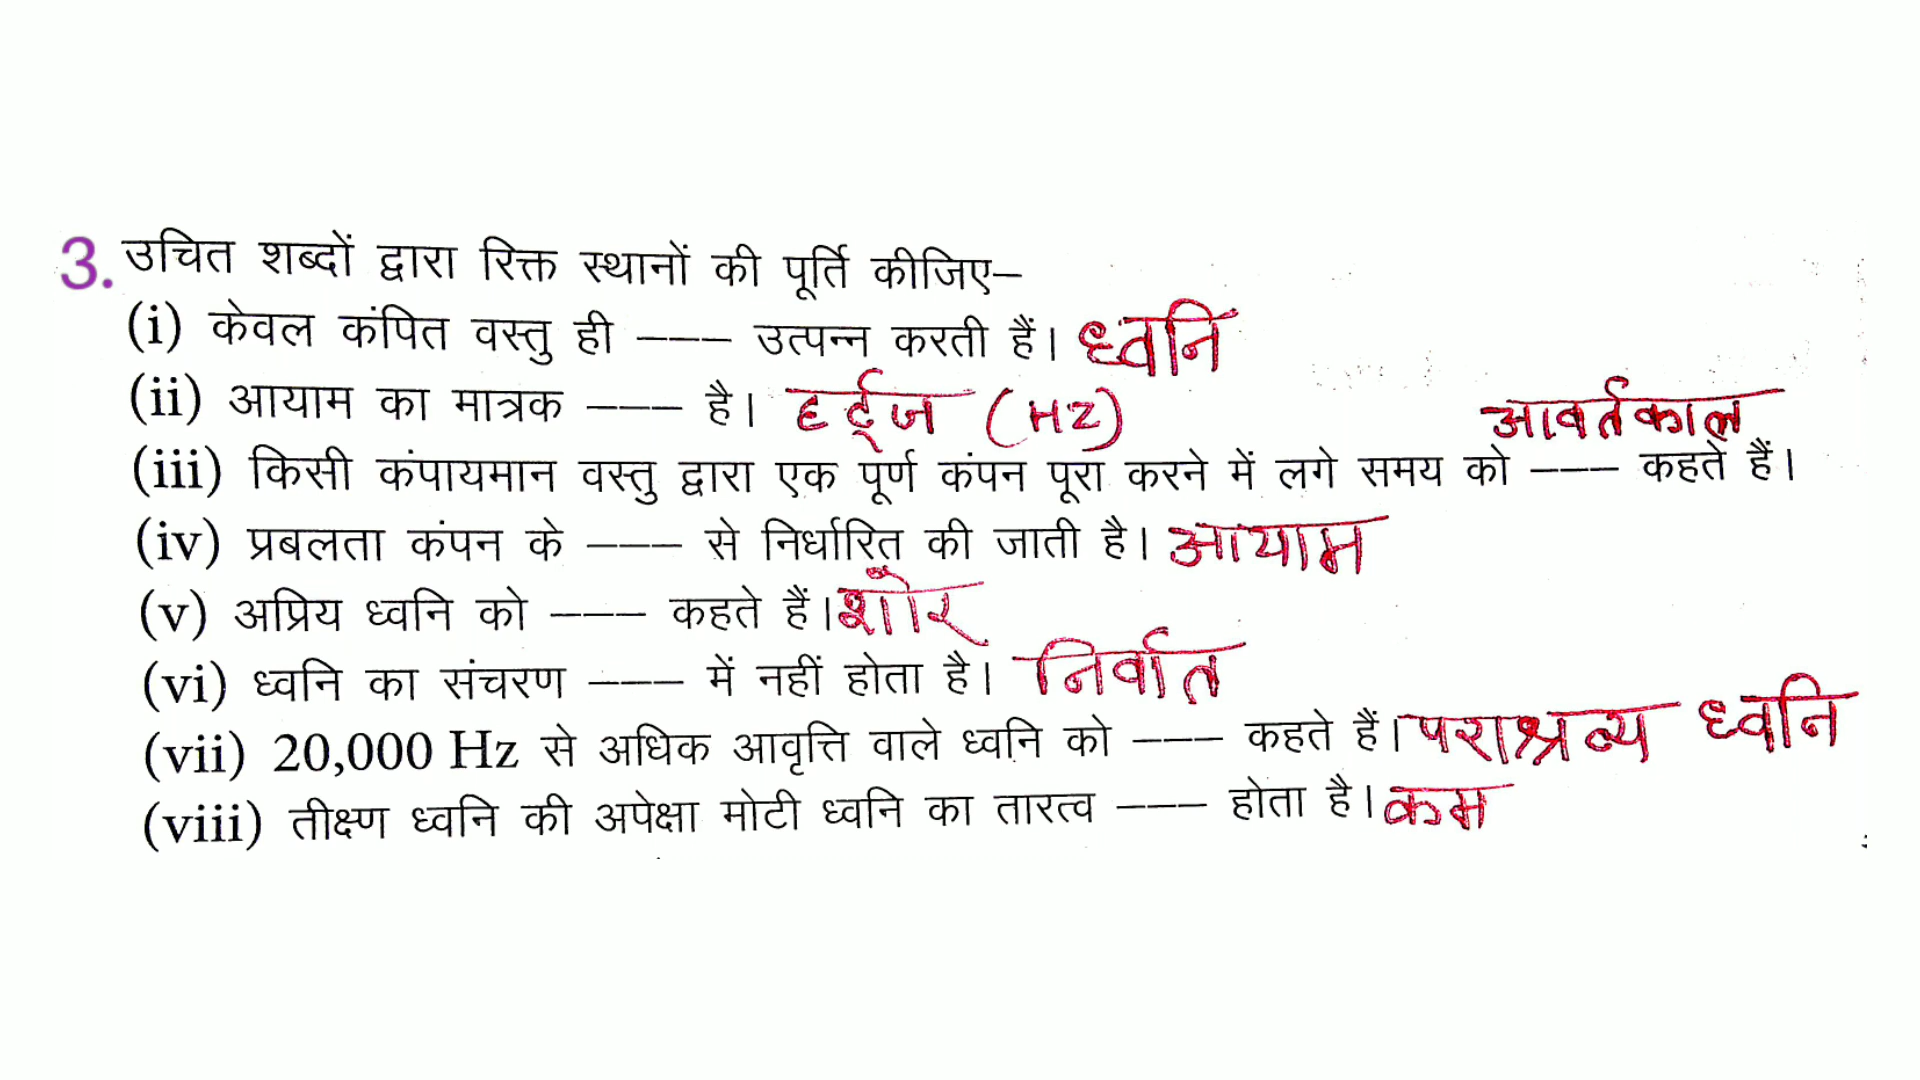 3. उचित शब्दों द्वारा रिक्त स्थानों की पूर्ति कीजिए–
(i) केवल कंपित वस्तु ही ––– उत्पन्न करती हैं। ध्वनि
(ii) आयाम का मात्रक ––– है। हर्ट्ज (Hz)
आवर्तकाल
(iii) किसी कंपायमान वस्तु द्वारा एक पूर्ण कंपन पूरा करने में लगे समय को ––– कहते हैं।
(iv) प्रबलता कंपन के ––– से निर्धारित की जाती है। आयाम
(v) अप्रिय ध्वनि को ––– कहते हैं। शोर
(vi) ध्वनि का संचरण ––– में नहीं होता है। निर्वात
(vii) 20,000 Hz से अधिक आवृत्ति वाले ध्वनि को ––– कहते हैं। पराश्रव्य ध्वनि
(viii) तीक्ष्ण ध्वनि की अपेक्षा मोटी ध्वनि का तारत्व ––– होता है। कम